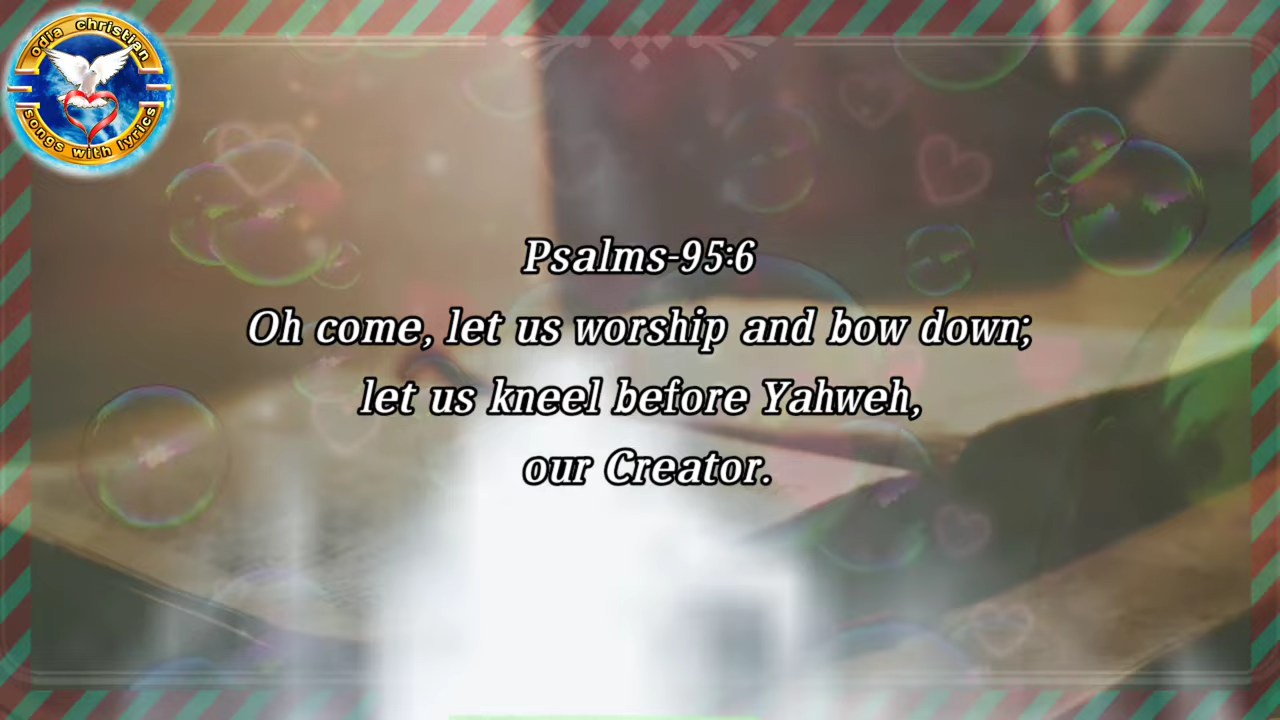 odia christian
songs with lyrics
Psalms-95:6
Oh come, let us worship and bow down;
let us kneel before Yahweh,
our Creator.